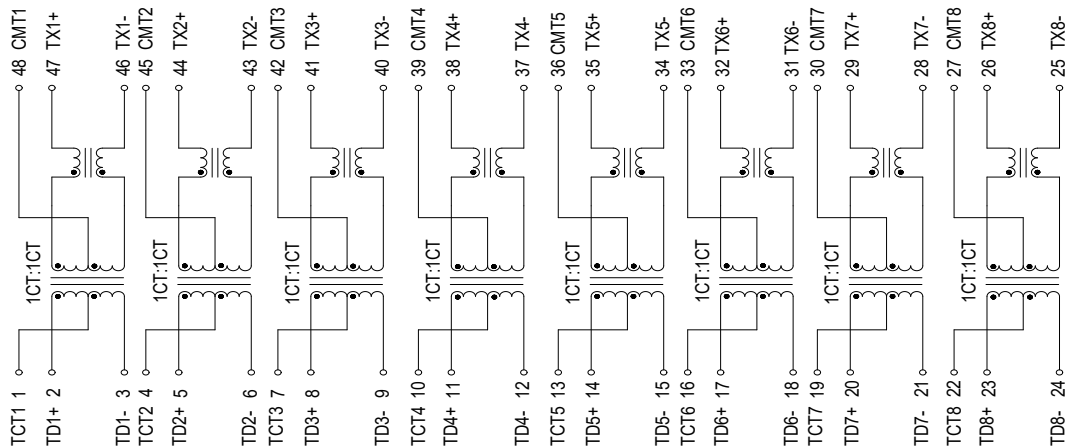 48 CMT1
47 TX1+
46 TX1-
45 CMT2
44 TX2+
43 TX2-
42 CMT3
41 TX3+
40 TX3-
39 CMT4
38 TX4+
37 TX4-
36 CMT5
35 TX5+
34 TX5-
33 CMT6
32 TX6+
31 TX6-
30 CMT7
29 TX7+
28 TX7-
27 CMT8
26 TX8+
25 TX8-
1CT:1CT
1CT:1CT
1CT:1CT
1CT:1CT
1CT:1CT
1CT:1CT
1CT:1CT
1CT:1CT
TCT1 1
TD1+ 2
TD1- 3
TCT2 4
TD2+ 5
TD2- 6
TCT3 7
TD3+ 8
TD3- 9
TCT4 10
TD4+ 11
TD4- 12
TCT5 13
TD5+ 14
TD5- 15
TCT6 16
TD6+ 17
TD6- 18
TCT7 19
TD7+ 20
TD7- 21
TCT8 22
TD8+ 23
TD8- 24